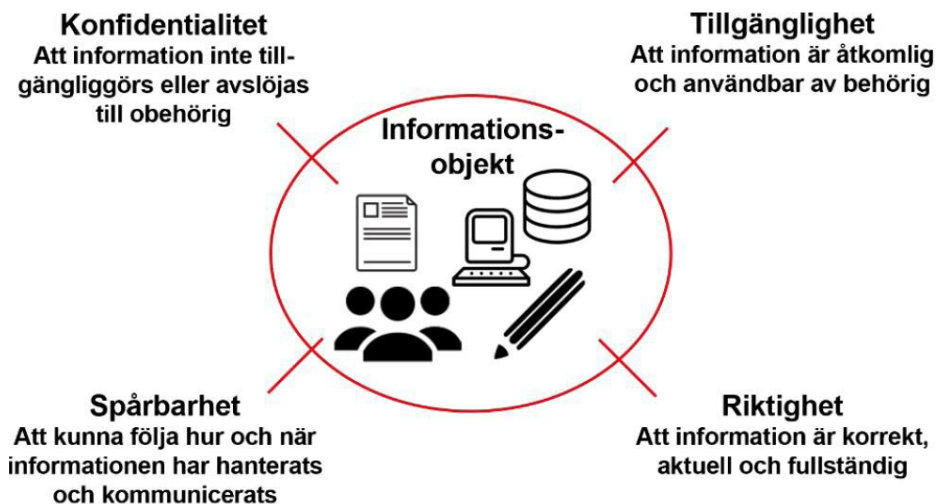 Konfidentialitet
Att information inte till-
gängliggörs eller avslöjas
till obehörig
Tillgänglighet
Att information är åtkomlig
och användbar av behörig
Informations-
objekt
Spårbarhet
Att kunna följa hur och när
informationen har hanterats
och kommunicerats
Riktighet
Att information är korrekt,
aktuell och fullständig